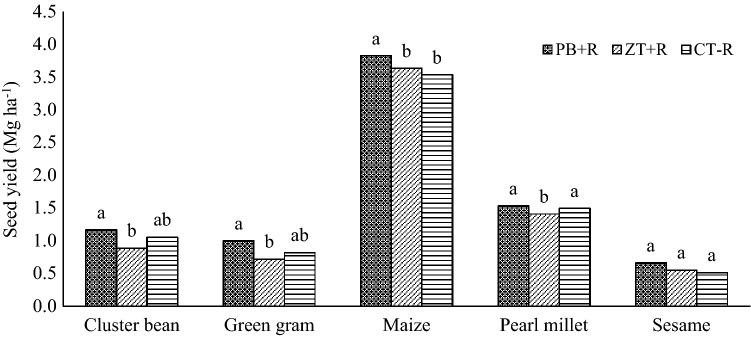 4.5
4.0
3.5
3.0
2.5
2.0
1.5
1.0
0.5
0.0
Seed yield (Mg ha-1)
PB+R ZT+R CT-R
a b ab
a b ab
a b b
a b a
a a a
Cluster bean Green gram Maize Pearl millet Sesame